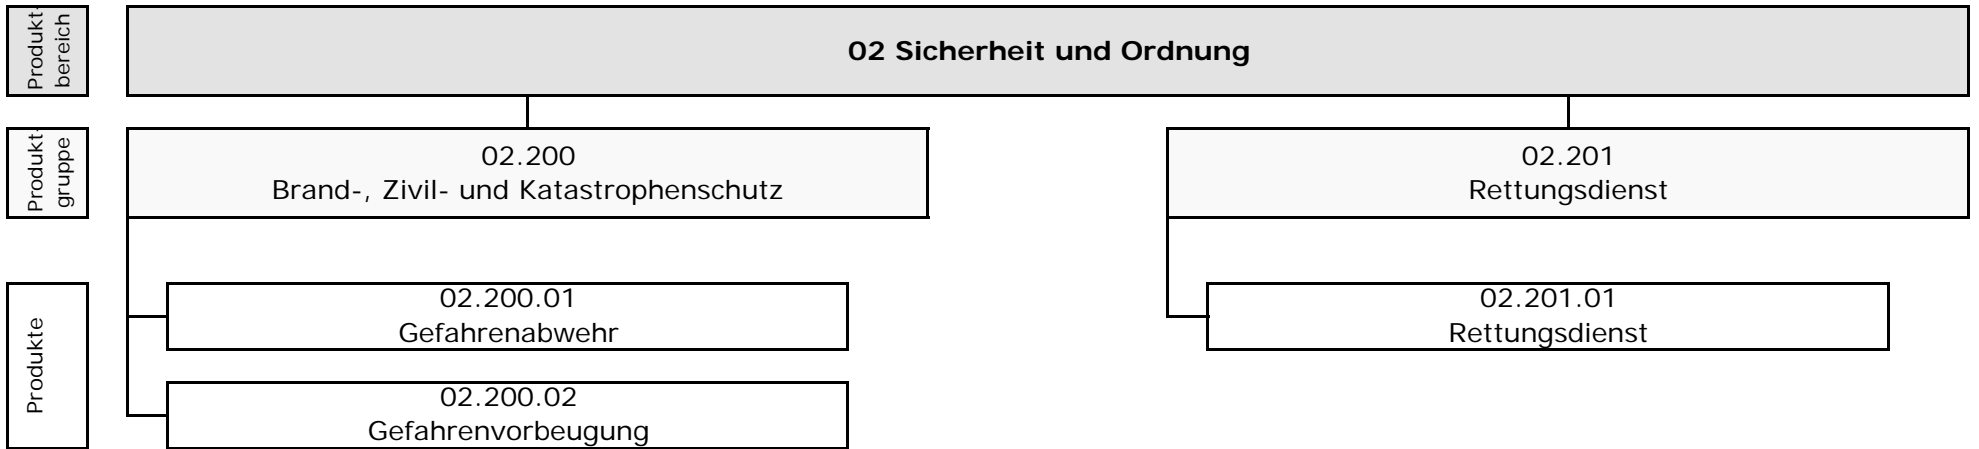 Produkt-
bereich
02 Sicherheit und Ordnung
Produkt-
gruppe
02.200
Brand-, Zivil- und Katastrophenschutz
02.201
Rettungsdienst
Produkte
02.200.01
Gefahrenabwehr
02.201.01
Rettungsdienst
02.200.02
Gefahrenvorbeugung